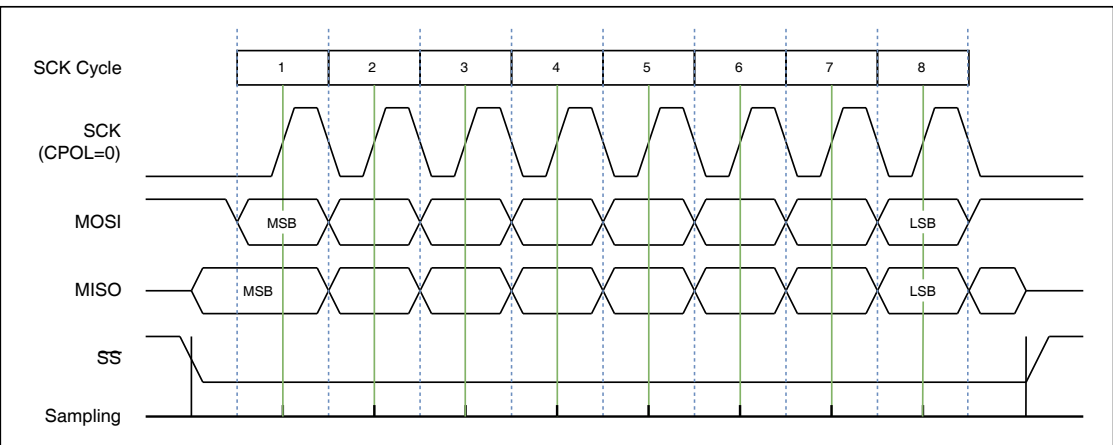 SCK Cycle
1 2 3 4 5 6 7 8
SCK
(CPOL=0)
MOSI
MSB LSB
MISO
MSB LSB
SS
Sampling